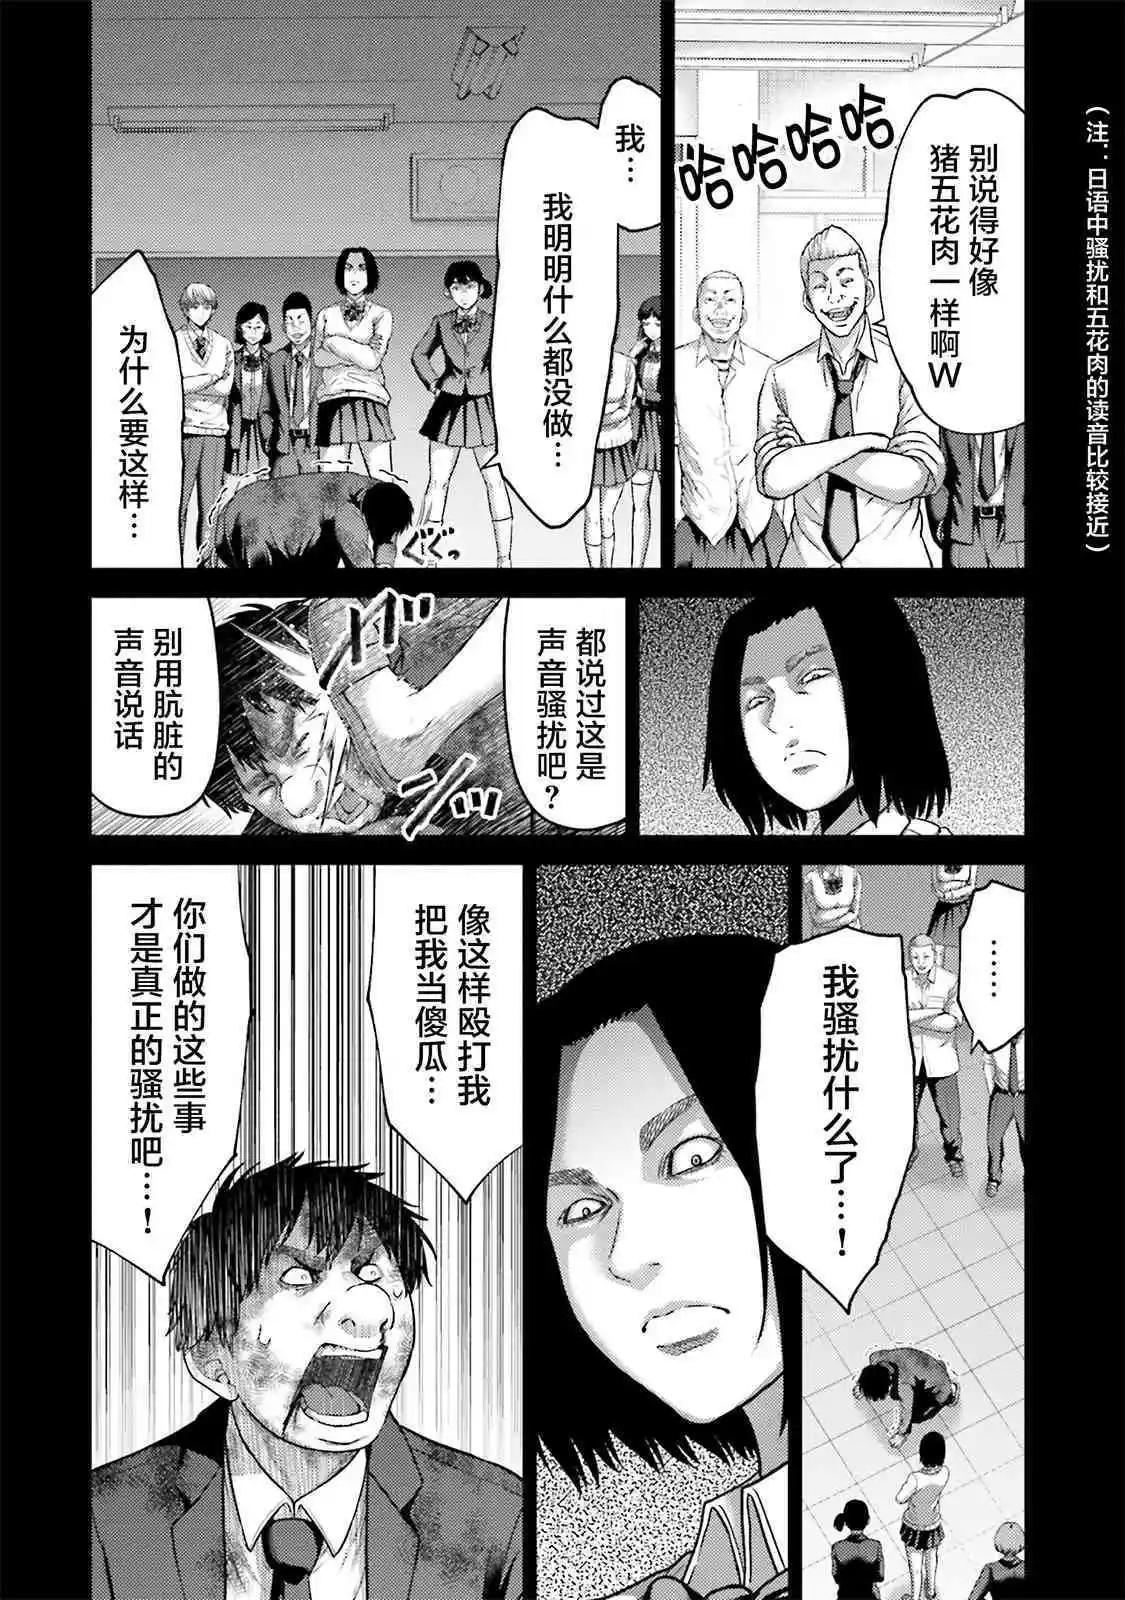 （注：日语中骚扰和五花肉的读音比较接近）
别说得好像
猪五花肉一样啊W
哈哈哈哈
我…
我明明什么都没做…
为什么要这样…
ぐぐっ
都说过这是
声音骚扰吧？
别用肮脏的
声音说话
……
我骚扰什么了…！
像这样殴打我
把我当傻瓜…
你们做的这些事
才是真正的骚扰吧…！